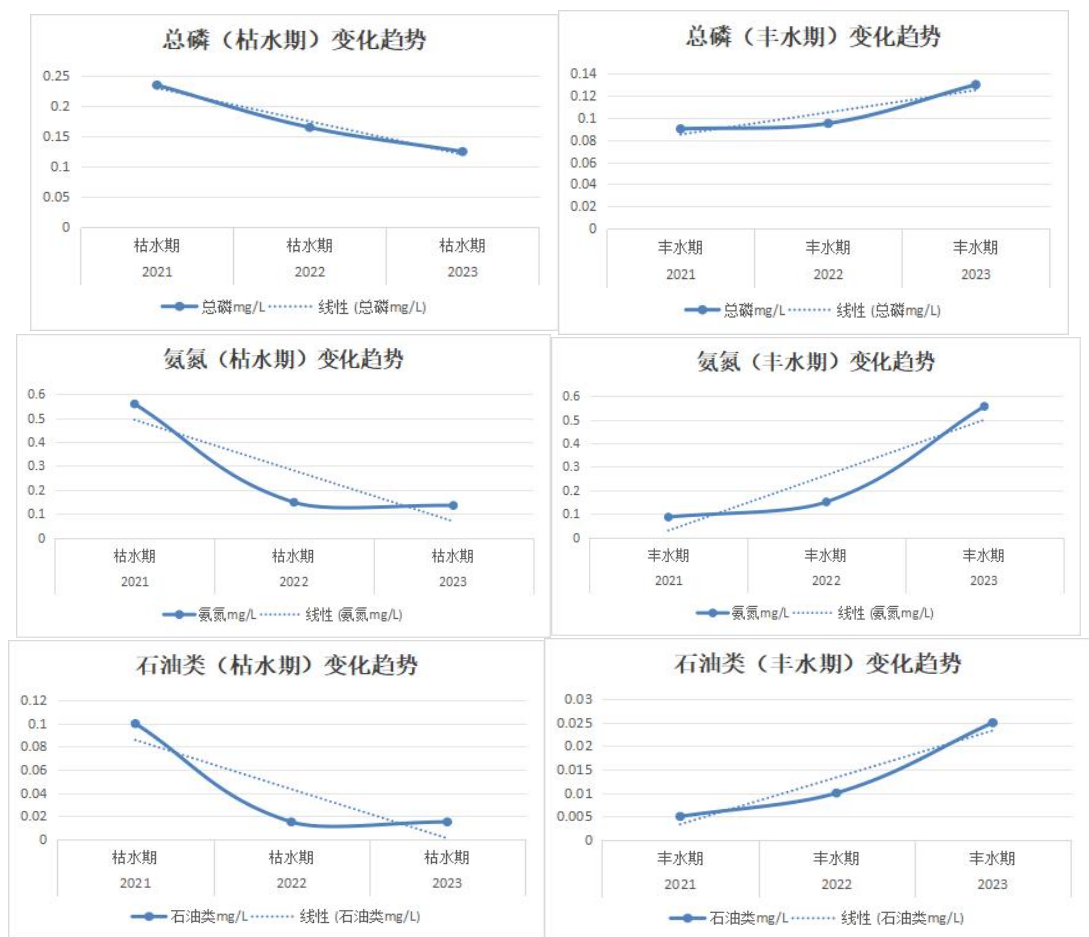 总磷（枯水期）变化趋势
0.25
0.2
0.15
0.1
0.05
0
枯水期 枯水期 枯水期
2021 2022 2023
总磷mg/L 线性 (总磷mg/L)
总磷（丰水期）变化趋势
0.14
0.12
0.1
0.08
0.06
0.04
0.02
0
丰水期 丰水期 丰水期
2021 2022 2023
总磷mg/L 线性 (总磷mg/L)
氨氮（枯水期）变化趋势
0.6
0.5
0.4
0.3
0.2
0.1
0
枯水期 枯水期 枯水期
2021 2022 2023
氨氮mg/L 线性 (氨氮mg/L)
氨氮（丰水期）变化趋势
0.6
0.5
0.4
0.3
0.2
0.1
0
丰水期 丰水期 丰水期
2021 2022 2023
氨氮mg/L 线性 (氨氮mg/L)
石油类（枯水期）变化趋势
0.12
0.1
0.08
0.06
0.04
0.02
0
枯水期 枯水期 枯水期
2021 2022 2023
石油类mg/L 线性 (石油类mg/L)
石油类（丰水期）变化趋势
0.03
0.025
0.02
0.015
0.01
0.005
0
丰水期 丰水期 丰水期
2021 2022 2023
石油类mg/L 线性 (石油类mg/L)